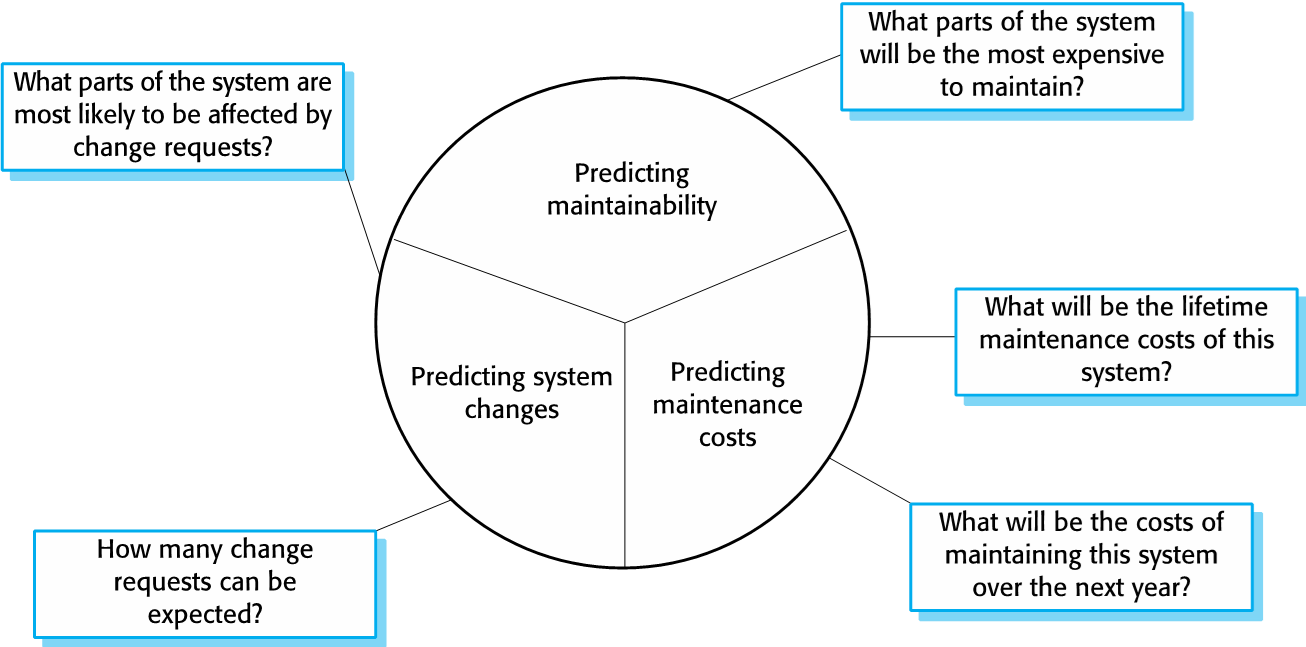 What parts of the system
will be the most expensive
to maintain?
What parts of the system are
most likely to be affected by
change requests?
Predicting
maintainability
What will be the lifetime
maintenance costs of this
system?
Predicting system
changes
Predicting
maintenance
costs
What will be the costs of
maintaining this system
over the next year?
How many change
requests can be
expected?